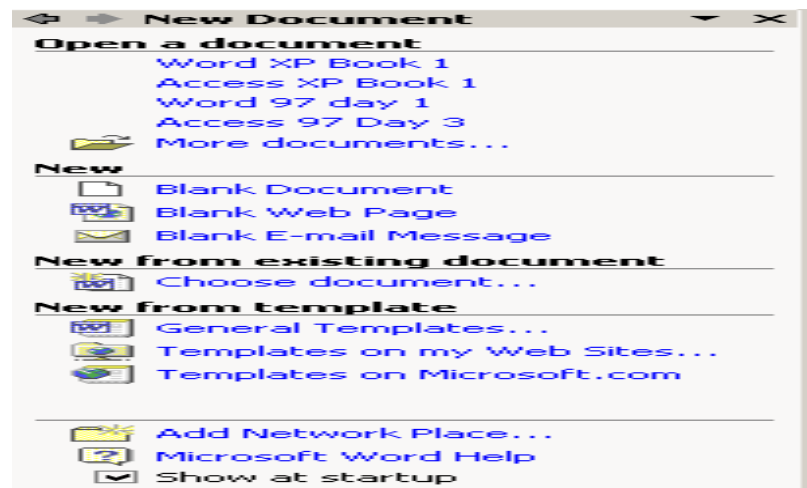 New Document
Open a document
Word XP Book 1
Access XP Book 1
Word 97 day 1
Access 97 Day 3
More documents...
New
Blank Document
Blank Web Page
Blank E-mail Message
New from existing document
Choose document...
New from template
General Templates...
Templates on my Web Sites...
Templates on Microsoft.com
Add Network Place...
Microsoft Word Help
Show at startup